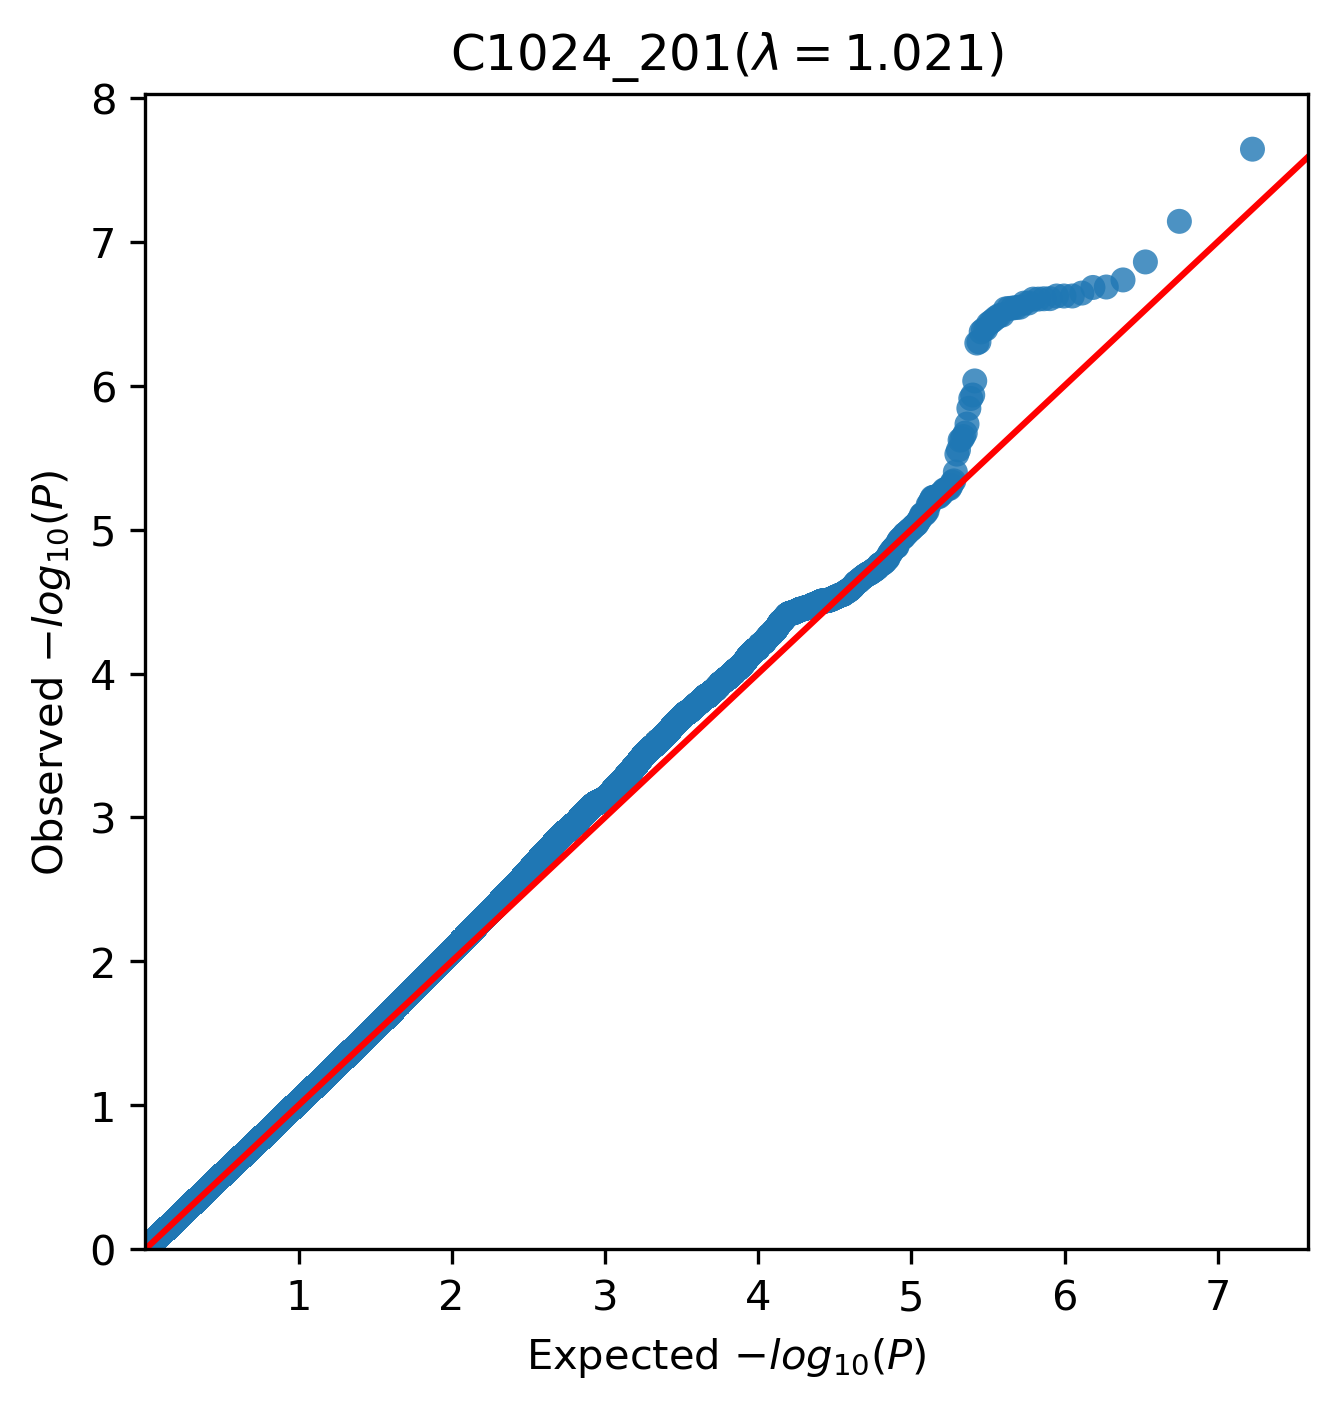 C1024_201(λ = 1.021)
8
7
6
5
4
3
2
1
0
Observed −log₁₀(P)
1 2 3 4 5 6 7
Expected −log₁₀(P)